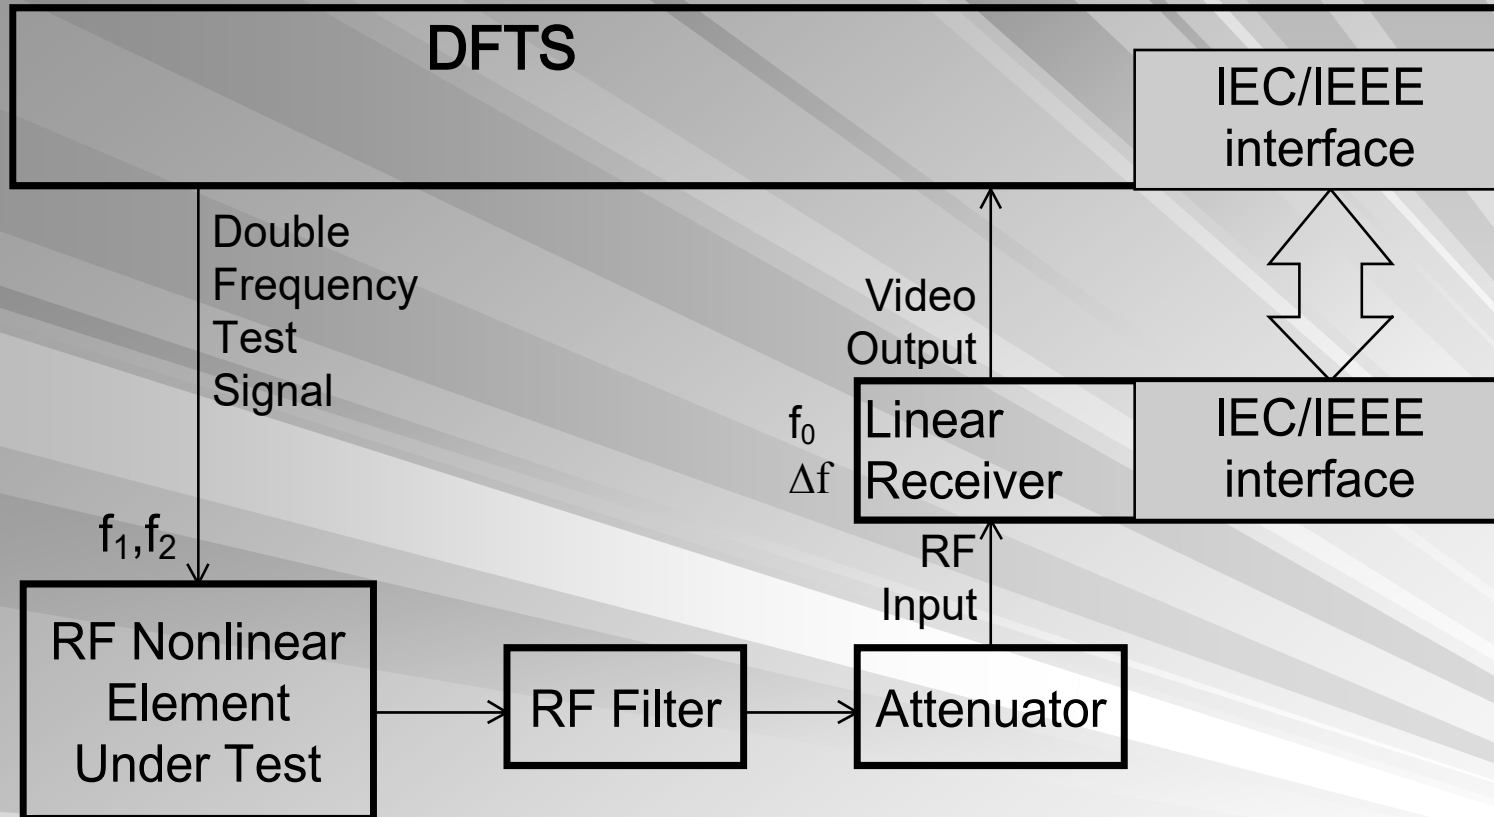 DFTS
IEC/IEEE
interface
Double
Frequency
Test
Signal
Video
Output
f₀
Δf
Linear
Receiver
IEC/IEEE
interface
f₁,f₂
RF
Input
RF Nonlinear
Element
Under Test
RF Filter
Attenuator